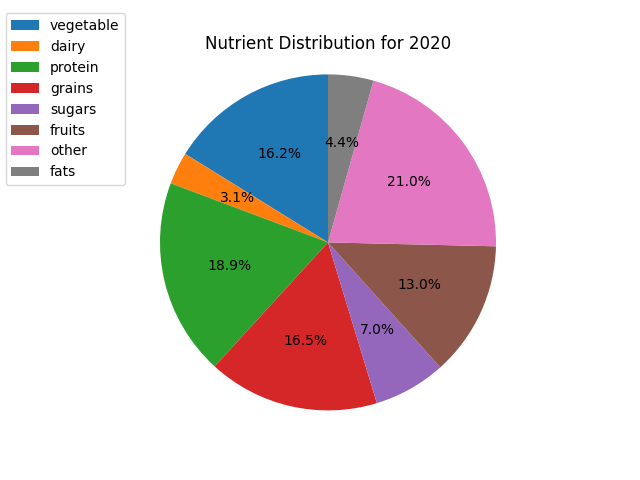 Nutrient Distribution for 2020
vegetable
dairy
protein
grains
sugars
fruits
other
fats
16.2%
3.1%
18.9%
16.5%
7.0%
13.0%
21.0%
4.4%